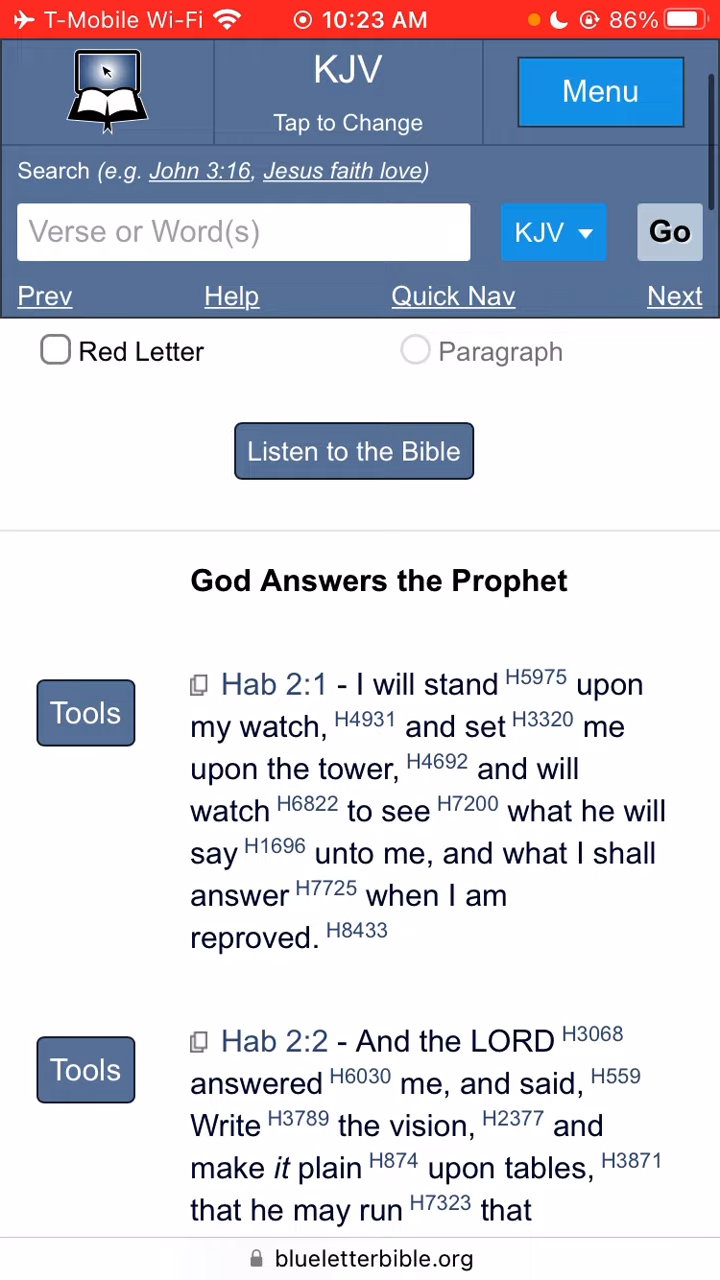 T-Mobile Wi-Fi 10:23 AM 86%
KJV
Tap to Change
Menu
Search (e.g. John 3:16, Jesus faith love)
Verse or Word(s) KJV Go
Prev Help Quick Nav Next
Red Letter Paragraph
Listen to the Bible
God Answers the Prophet
Tools
Hab 2:1 - I will stand H5975 upon
my watch, H4931 and set H3320 me
upon the tower, H4692 and will
watch H6822 to see H7200 what he will
say H1696 unto me, and what I shall
answer H7725 when I am
reproved. H8433
Tools
Hab 2:2 - And the LORD H3068
answered H6030 me, and said, H559
Write H3789 the vision, H2377 and
make it plain H874 upon tables, H3871
that he may run H7323 that
blueletterbible.org